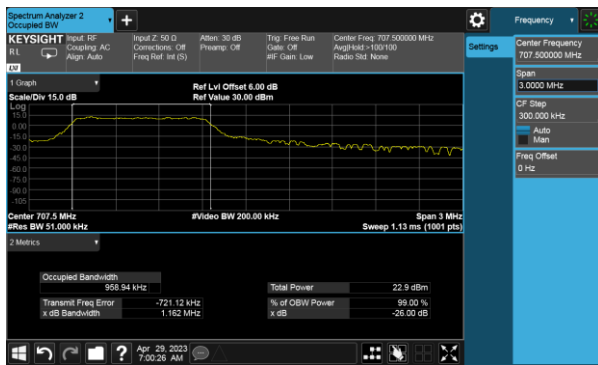 Spectrum Analyzer 2
Occupied BW
KEYSIGHT
RL
Input: RF
Coupling: AC
Align: Auto
Input Z: 50 Ω
Corrections: Off
Freq Ref: Int (S)
Atten: 30 dB
Preamp: Off
Trig: Free Run
Gate: Off
#IF Gain: Low
Center Freq: 707.500000 MHz
Avg|Hold:>100/100
Radio Std: None
LXI
1 Graph
Scale/Div 15.0 dB
Ref Lvl Offset 6.00 dB
Ref Value 30.00 dBm
Log
15.0
0.00
-15.0
-30.0
-45.0
-60.0
-75.0
-90.0
-105
Center 707.5 MHz
#Res BW 51.000 kHz
#Video BW 200.00 kHz
Span 3 MHz
Sweep 1.13 ms (1001 pts)
2 Metrics
Occupied Bandwidth
958.94 kHz
Total Power 22.9 dBm
Transmit Freq Error -721.12 kHz
% of OBW Power 99.00 %
x dB Bandwidth 1.162 MHz
x dB -26.00 dB
Apr 29, 2023
7:00:26 AM
Frequency
Settings
Center Frequency
707.500000 MHz
Span
3.0000 MHz
CF Step
300.000 kHz
Auto
Man
Freq Offset
0 Hz